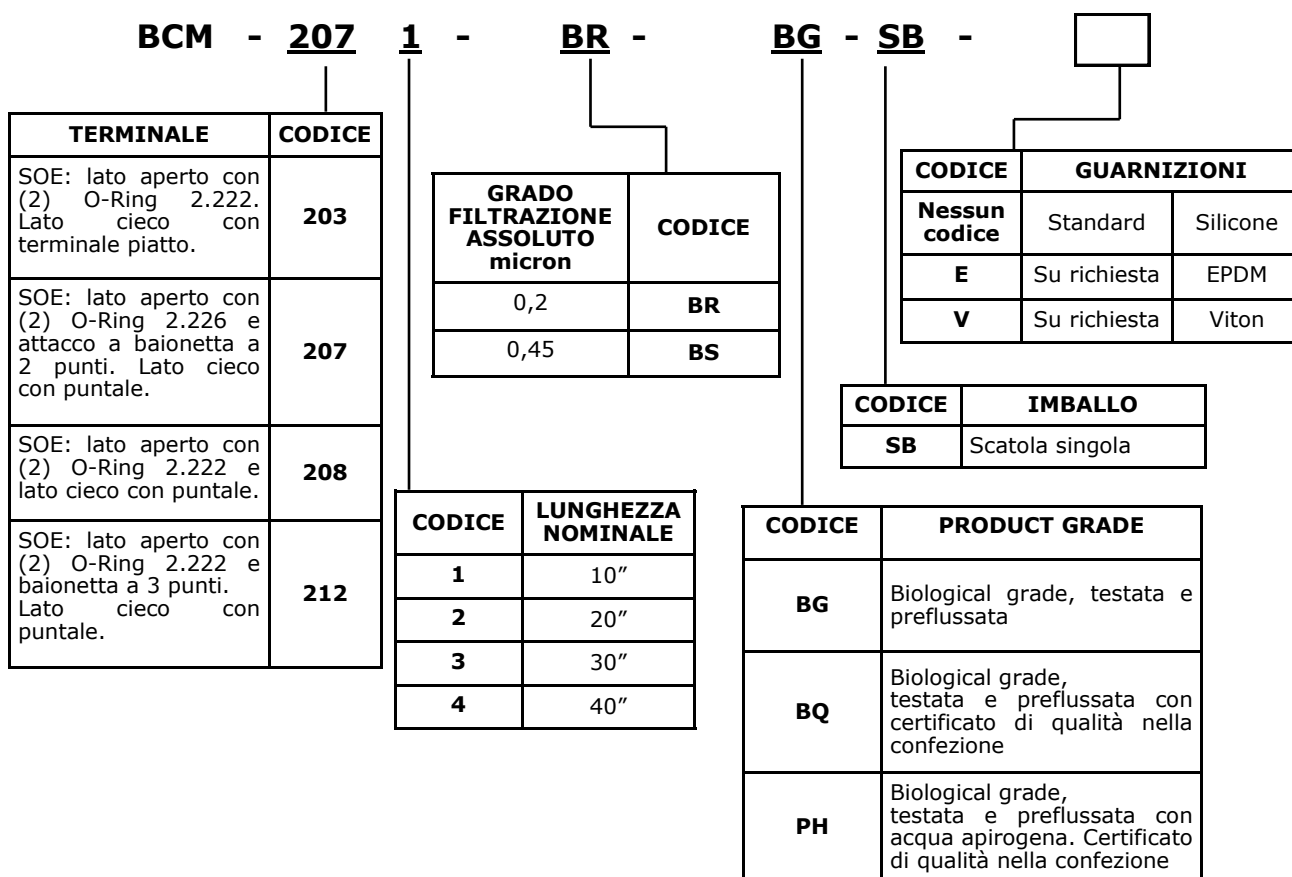 BCM - 207 1 - BR - BG - SB -
TERMINALE CODICE
SOE: lato aperto con
(2) O-Ring 2.222.
Lato cieco con
terminale piatto.
203
SOE: lato aperto con
(2) O-Ring 2.226 e
attacco a baionetta a
2 punti. Lato cieco
con puntale.
207
SOE: lato aperto con
(2) O-Ring 2.222 e
lato cieco con puntale.
208
SOE: lato aperto con
(2) O-Ring 2.222 e
baionetta a 3 punti.
Lato cieco con
puntale.
212
GRADO
FILTRAZIONE
ASSOLUTO
micron
CODICE
0,2 BR
0,45 BS
CODICE LUNGHEZZA
NOMINALE
1 10″
2 20″
3 30″
4 40″
CODICE GUARNIZIONI
Nessun
codice
Standard Silicone
E Su richiesta EPDM
V Su richiesta Viton
CODICE IMBALLO
SB Scatola singola
CODICE PRODUCT GRADE
BG
Biological grade, testata e
preflussata
BQ
Biological grade,
testata e preflussata con
certificato di qualità nella
confezione
PH
Biological grade,
testata e preflussata con
acqua apirogena. Certificato
di qualità nella confezione